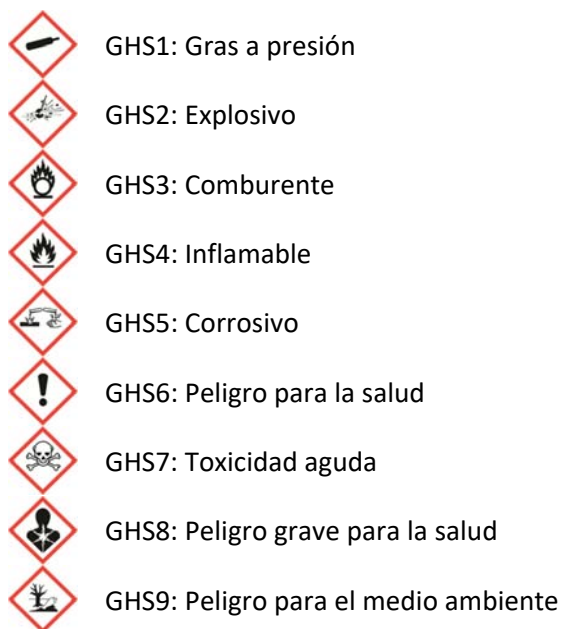 GHS1: Gras a presión
GHS2: Explosivo
GHS3: Comburente
GHS4: Inflamable
GHS5: Corrosivo
GHS6: Peligro para la salud
GHS7: Toxicidad aguda
GHS8: Peligro grave para la salud
GHS9: Peligro para el medio ambiente